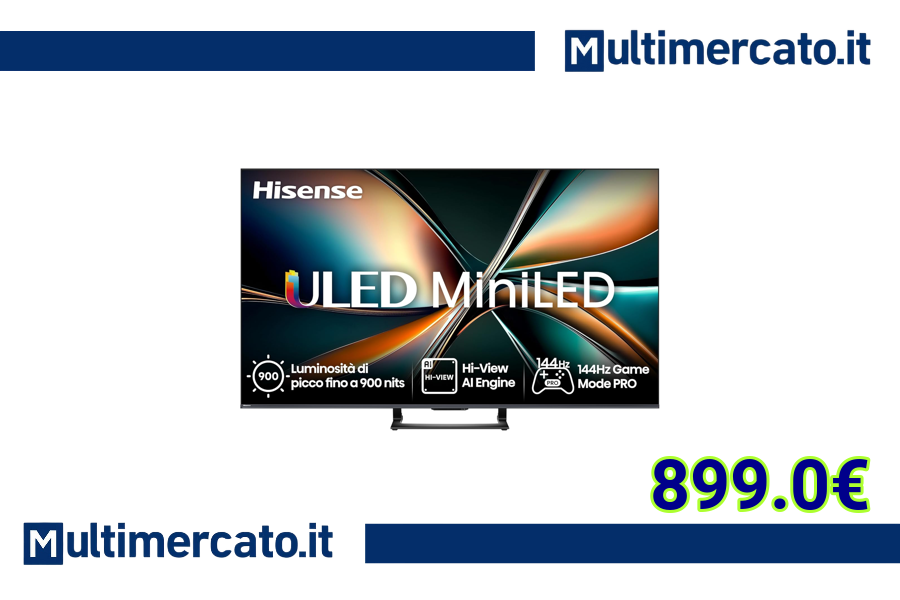 Multimercato.it
Hisense
ULED MiniLED
900
Luminosità di
picco fino a 900 nits
AI
HI-VIEW
Hi-View
AI Engine
144Hz
PRO
144Hz Game
Mode PRO
899.0€
Multimercato.it